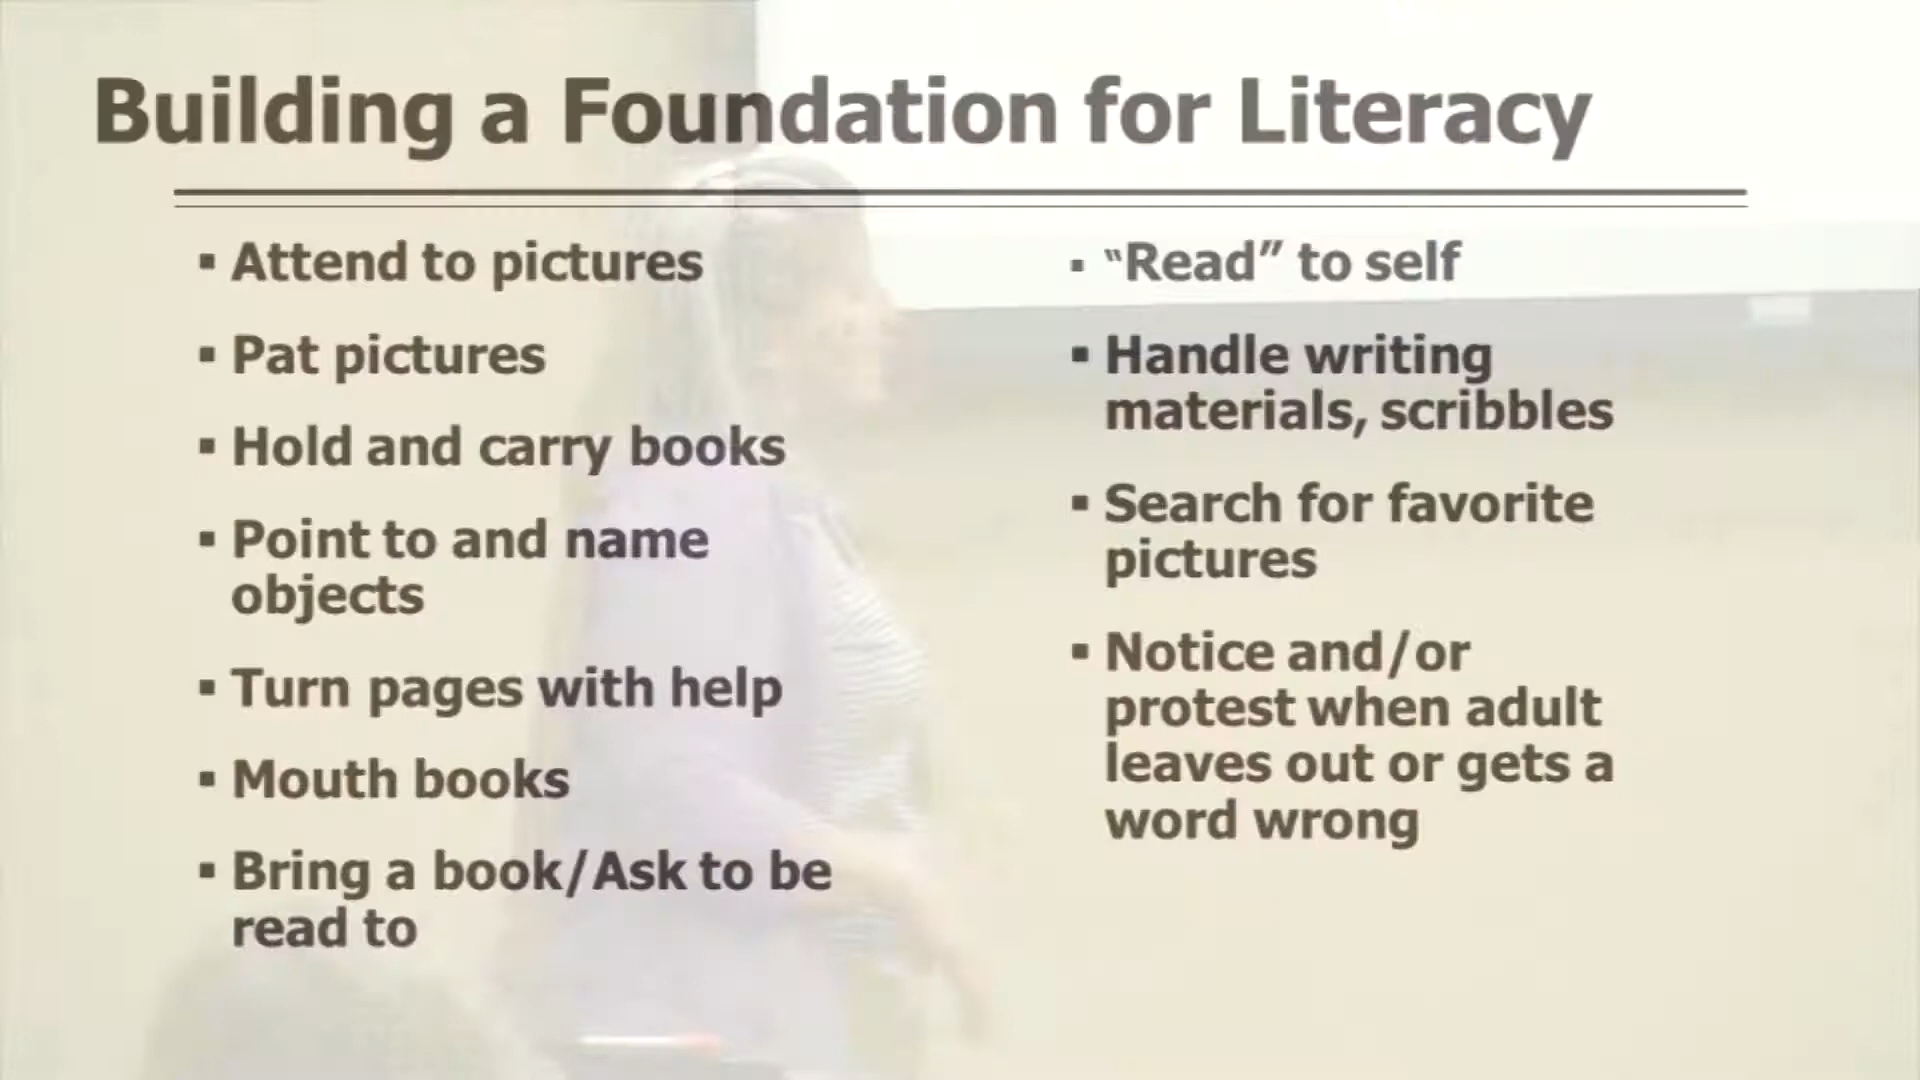 Building a Foundation for Literacy
▪ Attend to pictures
▪ Pat pictures
▪ Hold and carry books
▪ Point to and name
objects
▪ Turn pages with help
▪ Mouth books
▪ Bring a book/Ask to be
read to
▪ “Read” to self
▪ Handle writing
materials, scribbles
▪ Search for favorite
pictures
▪ Notice and/or
protest when adult
leaves out or gets a
word wrong